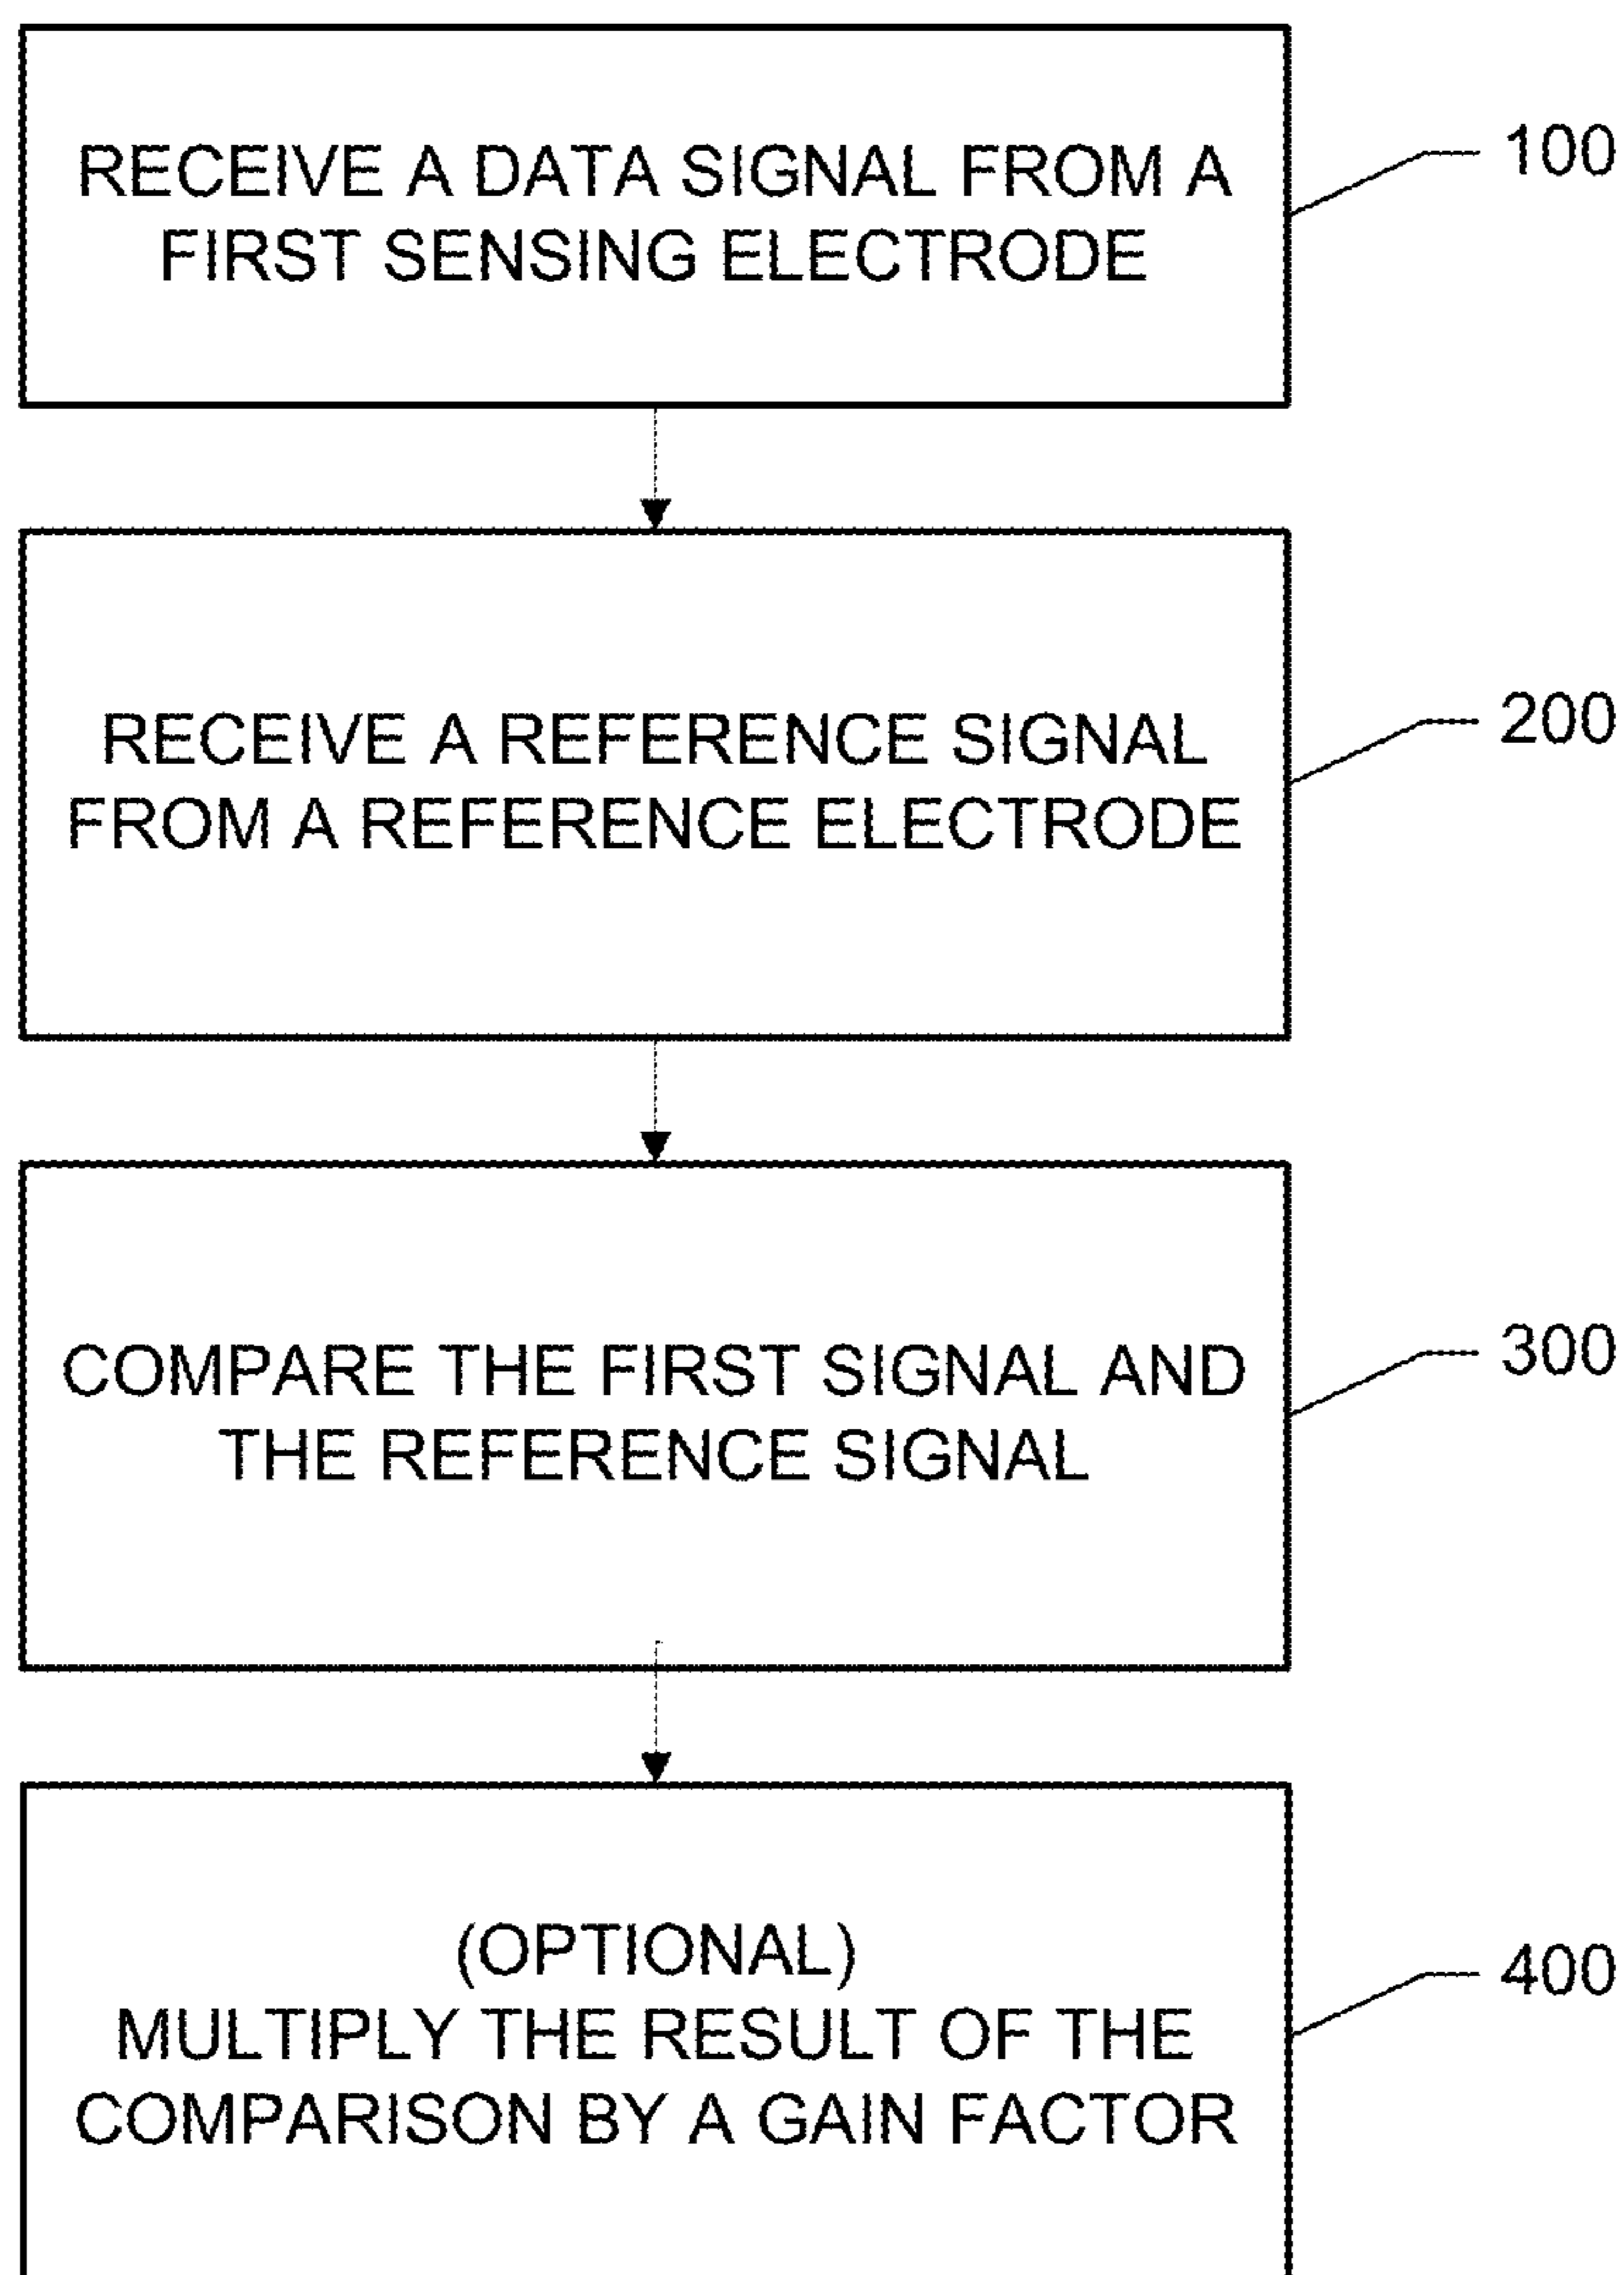 RECEIVE A DATA SIGNAL FROM A
FIRST SENSING ELECTRODE
100
RECEIVE A REFERENCE SIGNAL
FROM A REFERENCE ELECTRODE
200
COMPARE THE FIRST SIGNAL AND
THE REFERENCE SIGNAL
300
(OPTIONAL)
MULTIPLY THE RESULT OF THE
COMPARISON BY A GAIN FACTOR
400